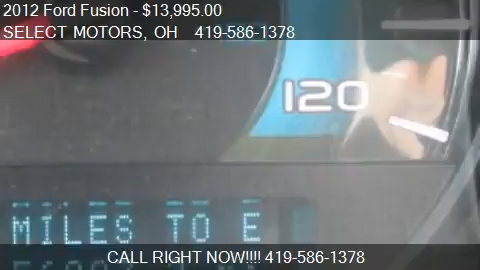 2012 Ford Fusion - $13,995.00
SELECT MOTORS, OH 419-586-1378
120
MILES TO E
CALL RIGHT NOW!!!! 419-586-1378